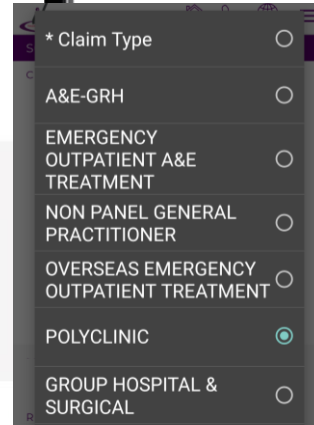 * Claim Type
A&E-GRH
EMERGENCY
OUTPATIENT A&E
TREATMENT
NON PANEL GENERAL
PRACTITIONER
OVERSEAS EMERGENCY
OUTPATIENT TREATMENT
POLYCLINIC
GROUP HOSPITAL &
SURGICAL